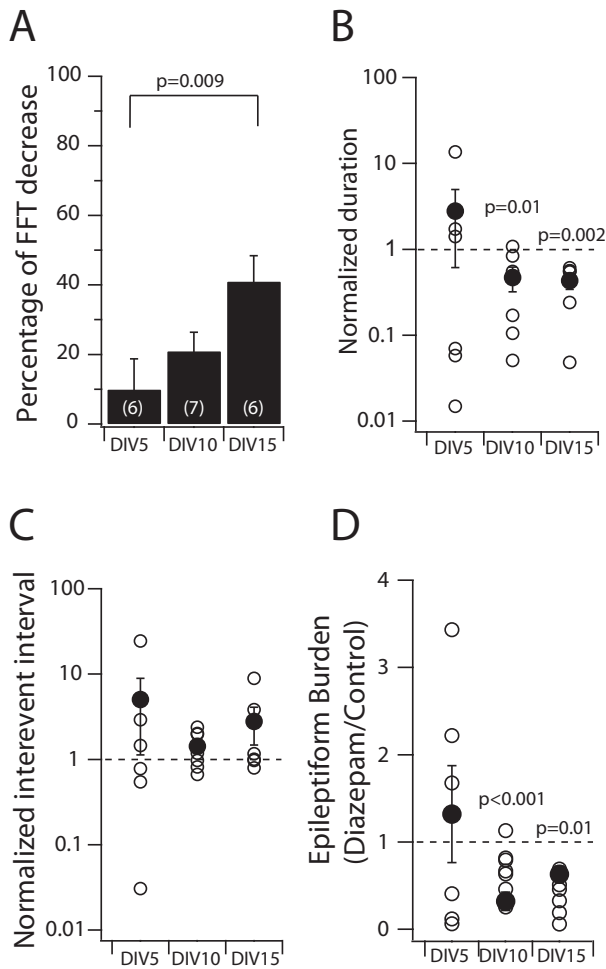 A
Percentage of FFT decrease
100
80
60
40
20
0
p=0.009
(6)
(7)
(6)
DIV5
DIV10
DIV15
B
Normalized duration
100
10
1
0.1
0.01
p=0.01
p=0.002
DIV5
DIV10
DIV15
C
Normalized interevent interval
100
10
1
0.1
0.01
DIV5
DIV10
DIV15
D
Epileptiform Burden
(Diazepam/Control)
4
3
2
1
0
p<0.001
p=0.01
DIV5
DIV10
DIV15